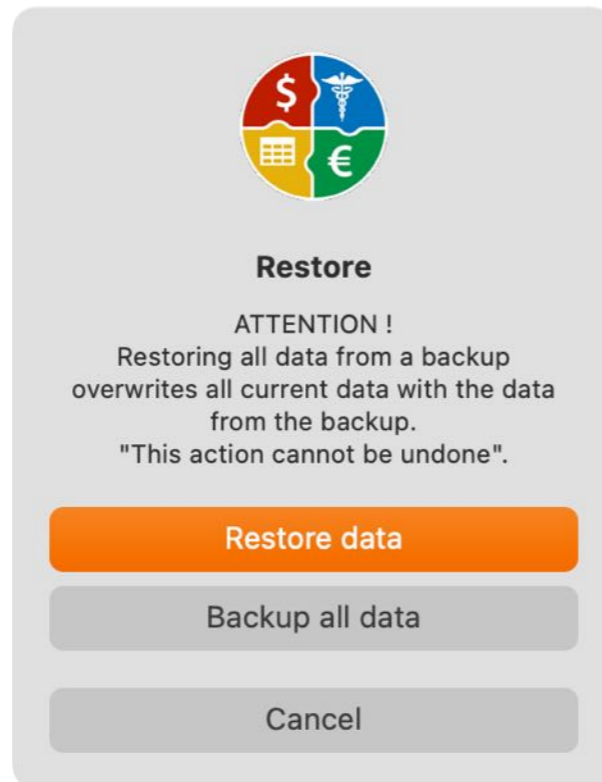 $
€
Restore
ATTENTION !
Restoring all data from a backup
overwrites all current data with the data
from the backup.
"This action cannot be undone".
Restore data
Backup all data
Cancel